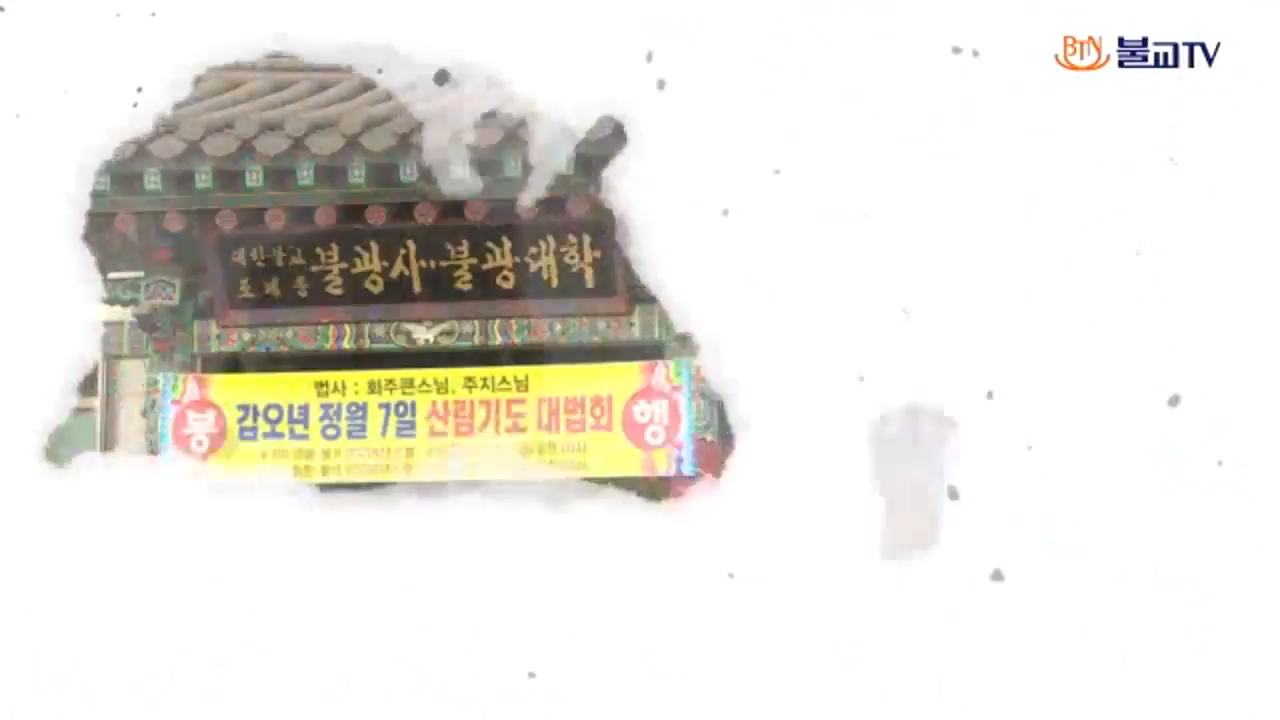 BTN 불교TV
대한불교
조계종
불광사·불광대학
법사 : 화주큰스님, 주지스님
봉 감오년 정월 7일 산림기도 대법회 행